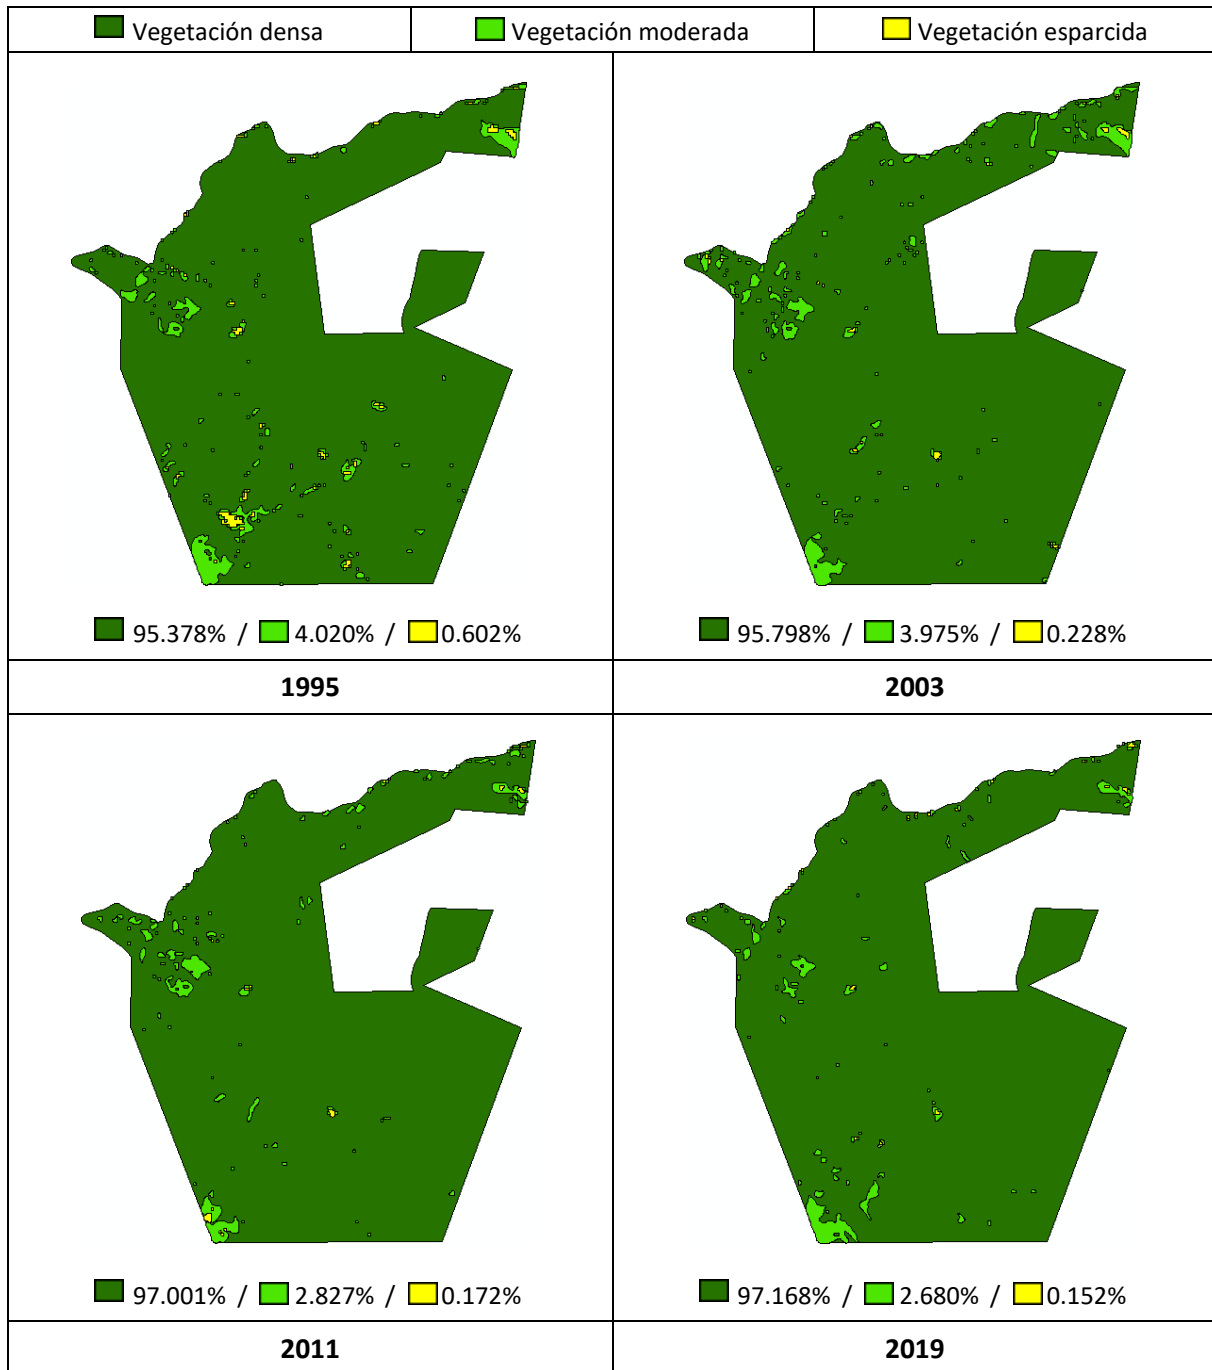 Vegetación densa Vegetación moderada Vegetación esparcida
95.378% / 4.020% / 0.602% 95.798% / 3.975% / 0.228%
1995 2003
97.001% / 2.827% / 0.172% 97.168% / 2.680% / 0.152%
2011 2019